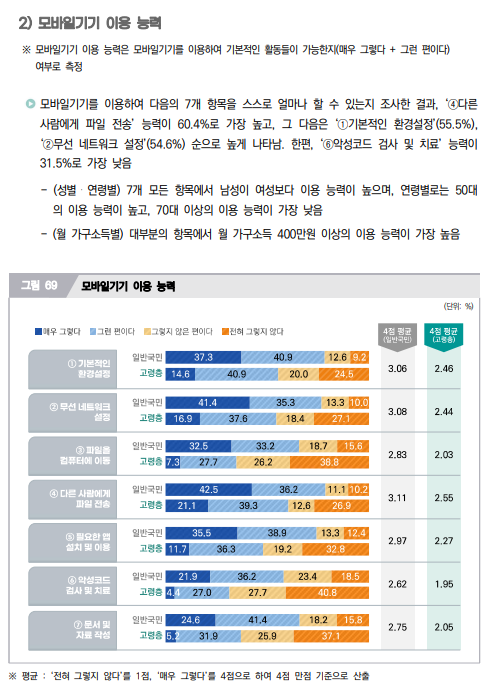 2) 모바일기기 이용 능력
※ 모바일기기 이용 능력은 모바일기기를 이용하여 기본적인 활동들이 가능한지(매우 그렇다 + 그런 편이다)
여부로 측정
모바일기기를 이용하여 다음의 7개 항목을 스스로 얼마나 할 수 있는지 조사한 결과, ‘④다른
사람에게 파일 전송’ 능력이 60.4%로 가장 높고, 그 다음은 ‘①기본적인 환경설정’(55.5%),
‘②무선 네트워크 설정’(54.6%) 순으로 높게 나타남. 한편, ‘⑥악성코드 검사 및 치료’ 능력이
31.5%로 가장 낮음
- (성별·연령별) 7개 모든 항목에서 남성이 여성보다 이용 능력이 높으며, 연령별로는 50대
의 이용 능력이 높고, 70대 이상의 이용 능력이 가장 낮음
- (월 가구소득별) 대부분의 항목에서 월 가구소득 400만원 이상의 이용 능력이 가장 높음
그림 69 모바일기기 이용 능력
(단위: %)
매우 그렇다 그런 편이다 그렇지 않은 편이다 전혀 그렇지 않다 4점 평균 (일반국민) 4점 평균 (고령층)
① 기본적인
환경설정
일반국민 37.3 40.9 12.6 9.2
고령층 14.6 40.9 20.0 24.5
3.06 2.46
② 무선 네트워크
설정
일반국민 41.4 35.3 13.3 10.0
고령층 16.9 37.6 18.4 27.1
3.08 2.44
③ 파일을
컴퓨터에 이동
일반국민 32.5 33.2 18.7 15.6
고령층 7.3 27.7 26.2 38.8
2.83 2.03
④ 다른 사람에게
파일 전송
일반국민 42.5 36.2 11.1 10.2
고령층 21.1 39.3 12.6 26.9
3.11 2.55
⑤ 필요한 앱
설치 및 이용
일반국민 35.5 38.9 13.3 12.4
고령층 11.7 36.3 19.2 32.8
2.97 2.27
⑥ 악성코드
검사 및 치료
일반국민 21.9 36.2 23.4 18.5
고령층 4.4 27.0 27.7 40.8
2.62 1.95
⑦ 문서 및
자료 작성
일반국민 24.6 41.4 18.2 15.8
고령층 5.2 31.9 25.9 37.1
2.75 2.05
※ 평균 : ‘전혀 그렇지 않다’를 1점, ‘매우 그렇다’를 4점으로 하여 4점 만점 기준으로 산출